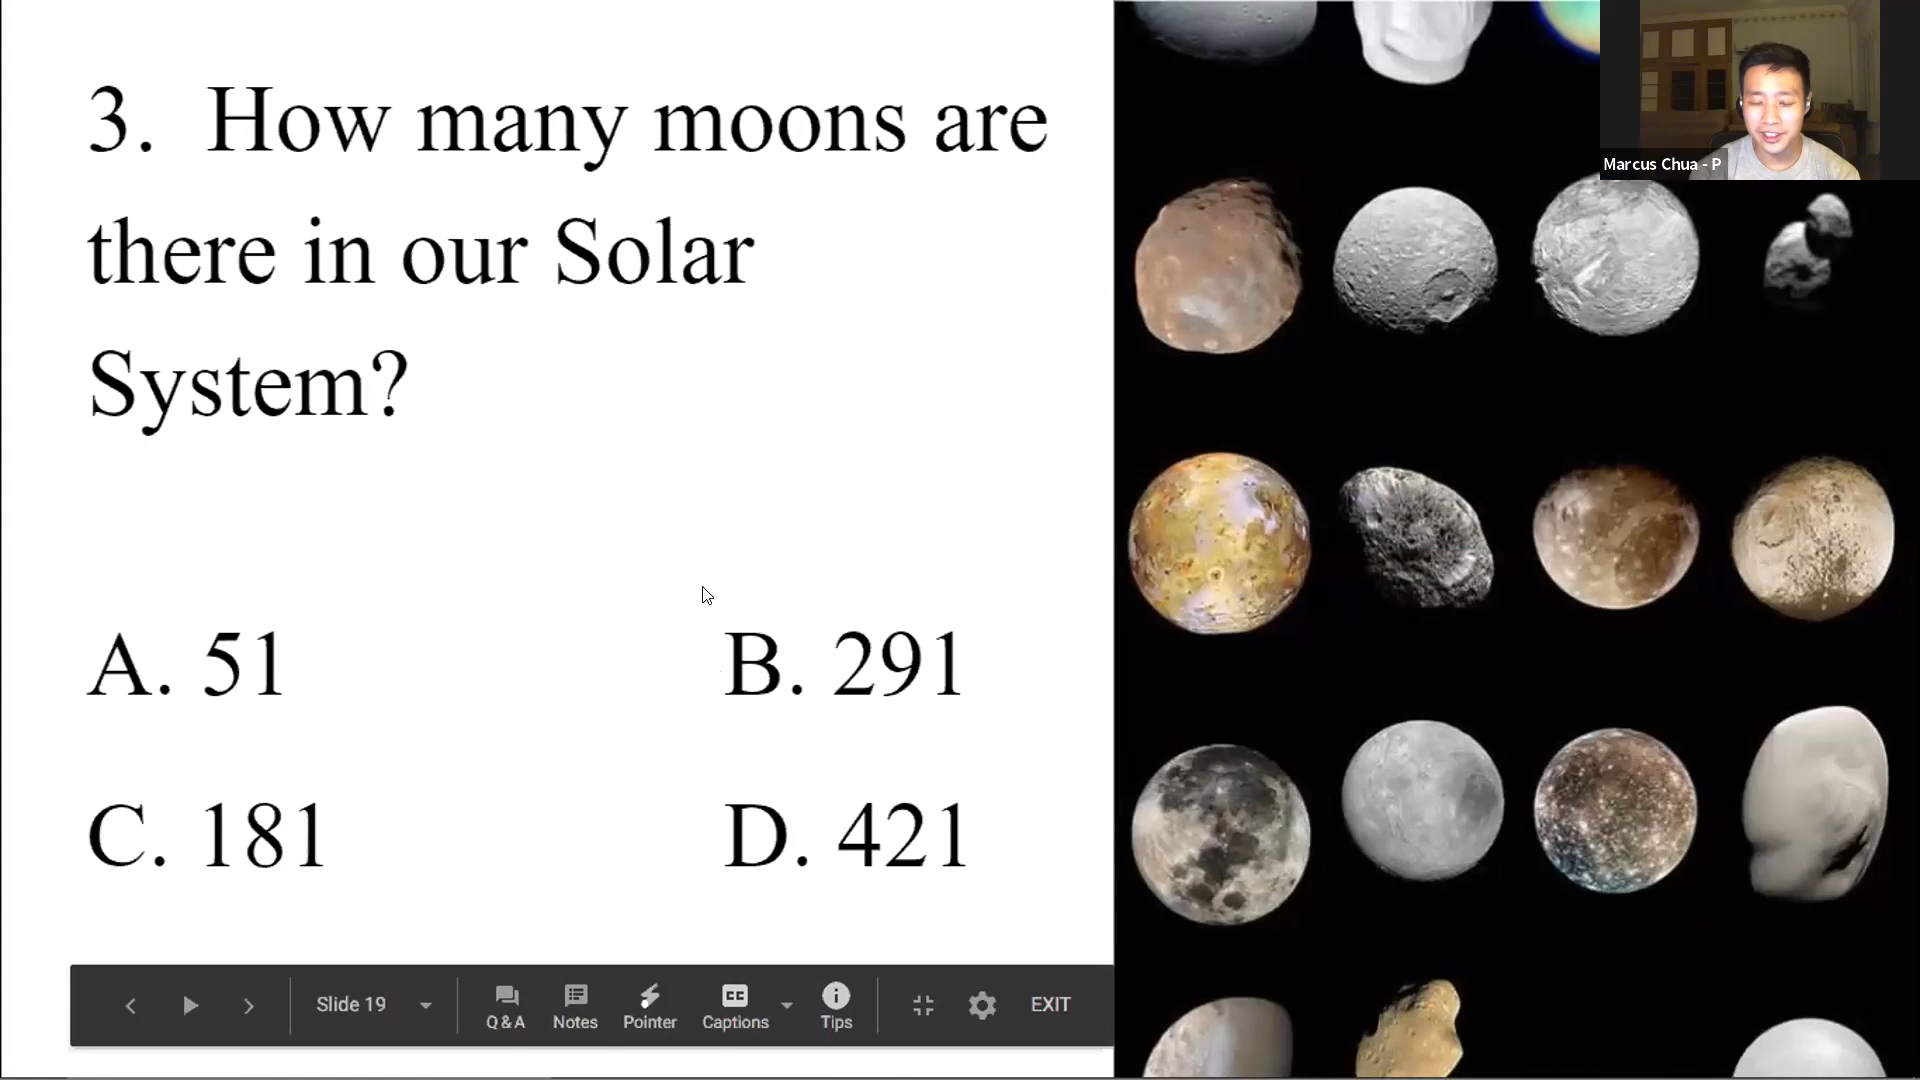 3. How many moons are
there in our Solar
System?
A. 51
B. 291
C. 181
D. 421
Marcus Chua - P
Slide 19
Q & A
Notes
Pointer
CC
Captions
Tips
EXIT